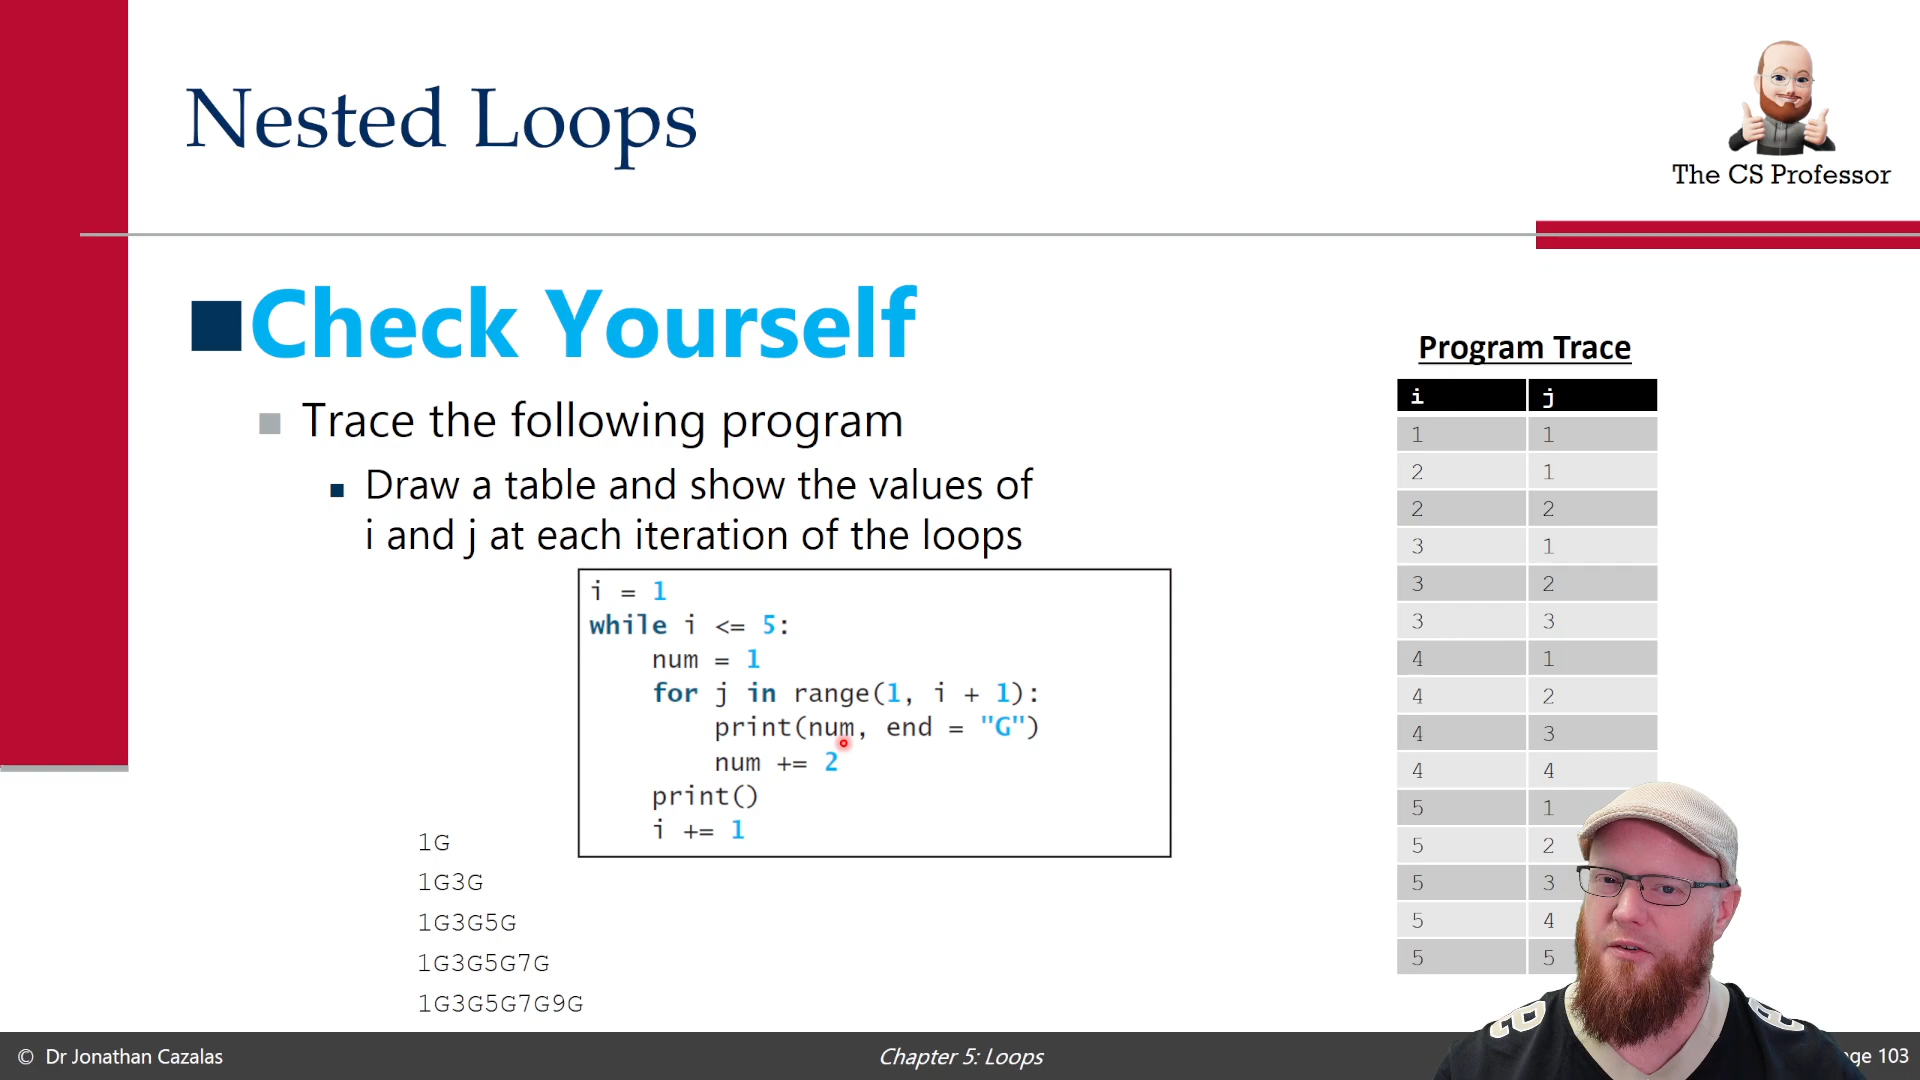 Nested Loops
The CS Professor
Check Yourself
Trace the following program
Draw a table and show the values of
i and j at each iteration of the loops
i = 1
while i <= 5:
    num = 1
    for j in range(1, i + 1):
        print(num, end = "G")
        num += 2
    print()
    i += 1
1G
1G3G
1G3G5G
1G3G5G7G
1G3G5G7G9G
Program Trace
i j
1 1
2 1
2 2
3 1
3 2
3 3
4 1
4 2
4 3
4 4
5 1
5 2
5 3
5 4
5 5
© Dr Jonathan Cazalas
Chapter 5: Loops
ge 103